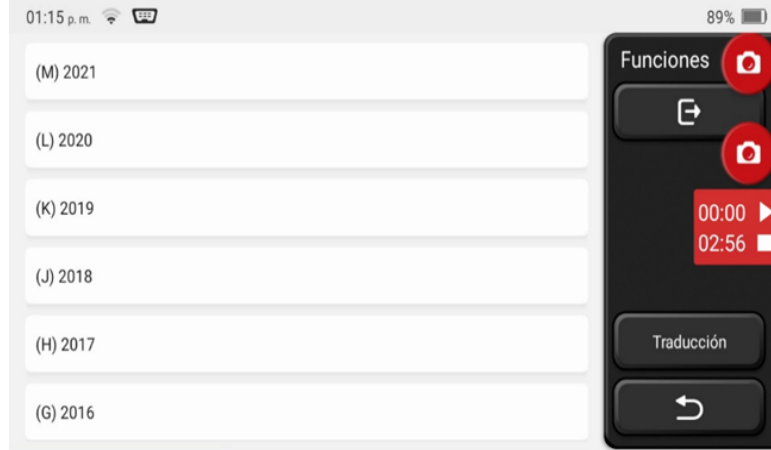 01:15 p. m.
89%
(M) 2021
(L) 2020
(K) 2019
(J) 2018
(H) 2017
(G) 2016
Funciones
00:00
02:56
Traducción